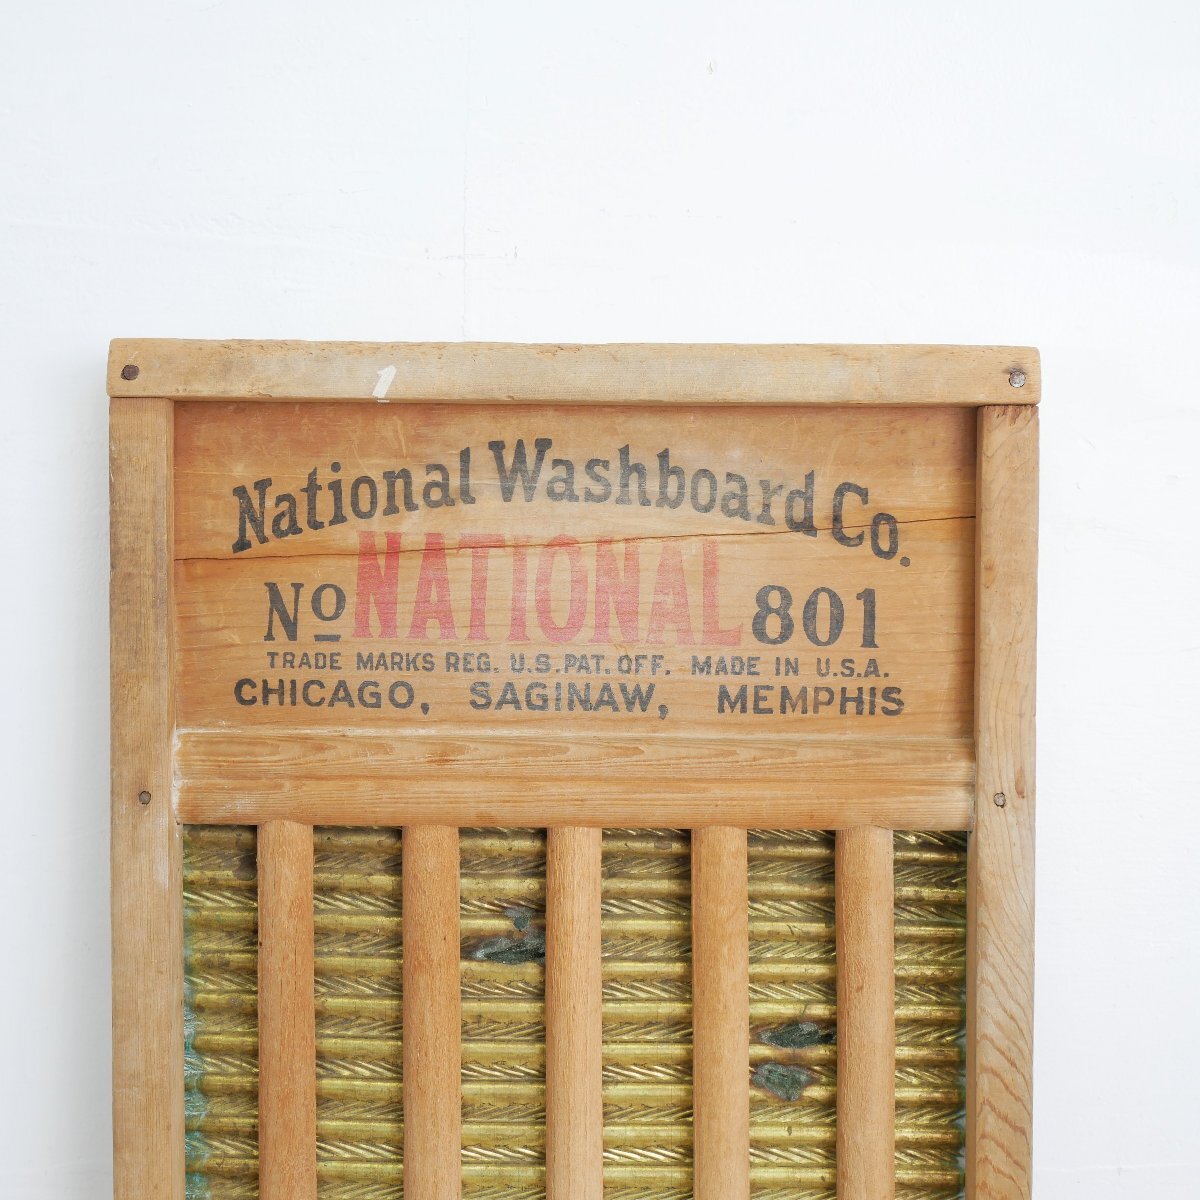 National Washboard Co.
No NATIONAL 801
TRADE MARKS REG. U.S. PAT. OFF. MADE IN U.S.A.
CHICAGO, SAGINAW, MEMPHIS